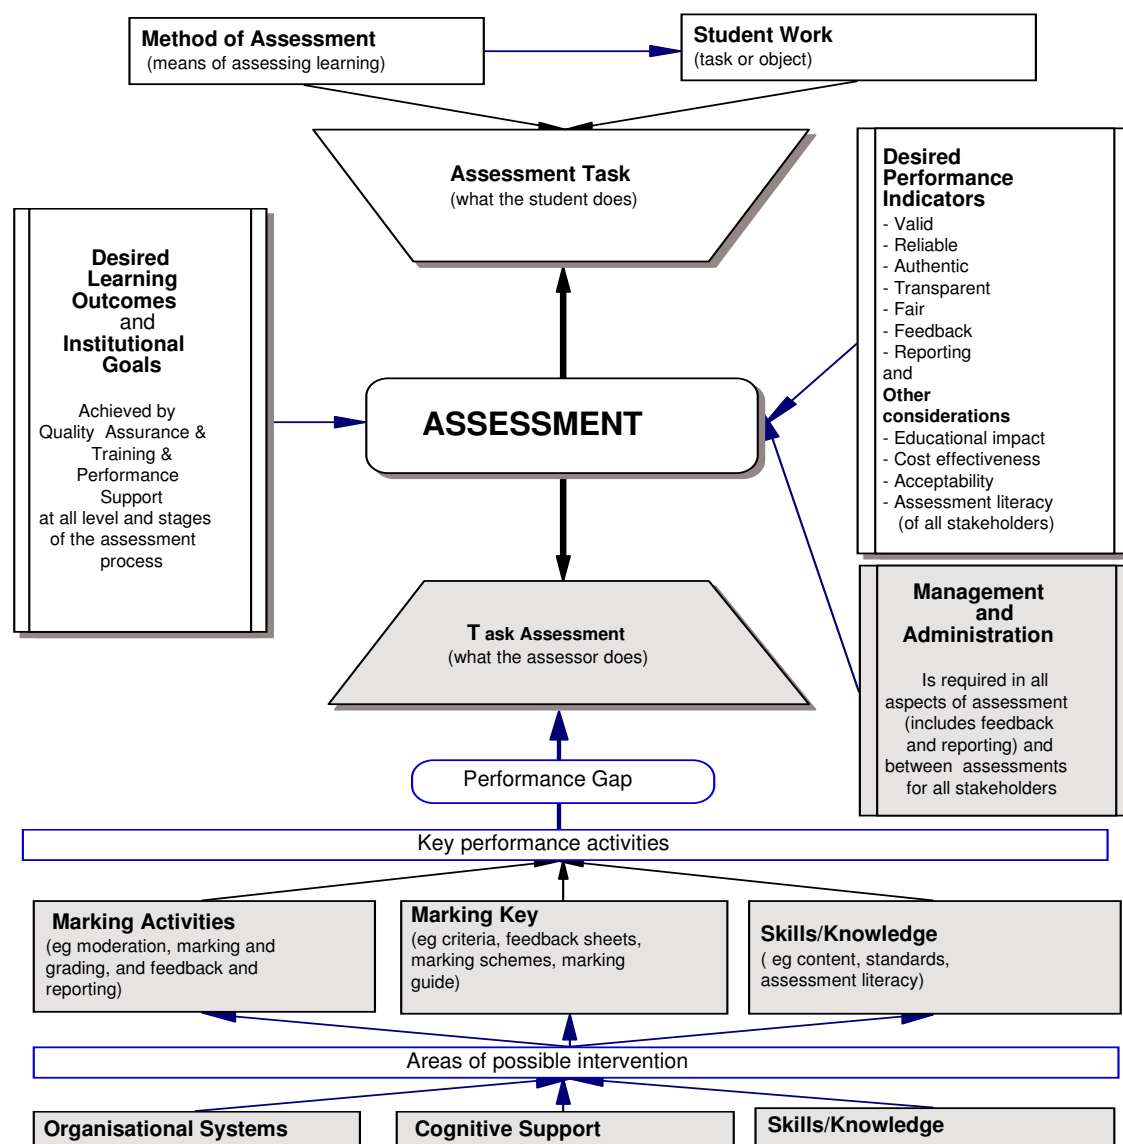 Method of Assessment
(means of assessing learning)
Student Work
(task or object)
Assessment Task
(what the student does)
Desired
Performance
Indicators
- Valid
- Reliable
- Authentic
- Transparent
- Fair
- Feedback
- Reporting
and
Other
considerations
- Educational impact
- Cost effectiveness
- Acceptability
- Assessment literacy
(of all stakeholders)
Desired
Learning
Outcomes
and
Institutional
Goals
Achieved by
Quality Assurance &
Training &
Performance
Support
at all level and stages
of the assessment
process
ASSESSMENT
T ask Assessment
(what the assessor does)
Management
and
Administration
Is required in all
aspects of assessment
(includes feedback
and reporting) and
between assessments
for all stakeholders
Performance Gap
Key performance activities
Marking Activities
(eg moderation, marking and
grading, and feedback and
reporting)
Marking Key
(eg criteria, feedback sheets,
marking schemes, marking
guide)
Skills/Knowledge
( eg content, standards,
assessment literacy)
Areas of possible intervention
Organisational Systems
Cognitive Support
Skills/Knowledge